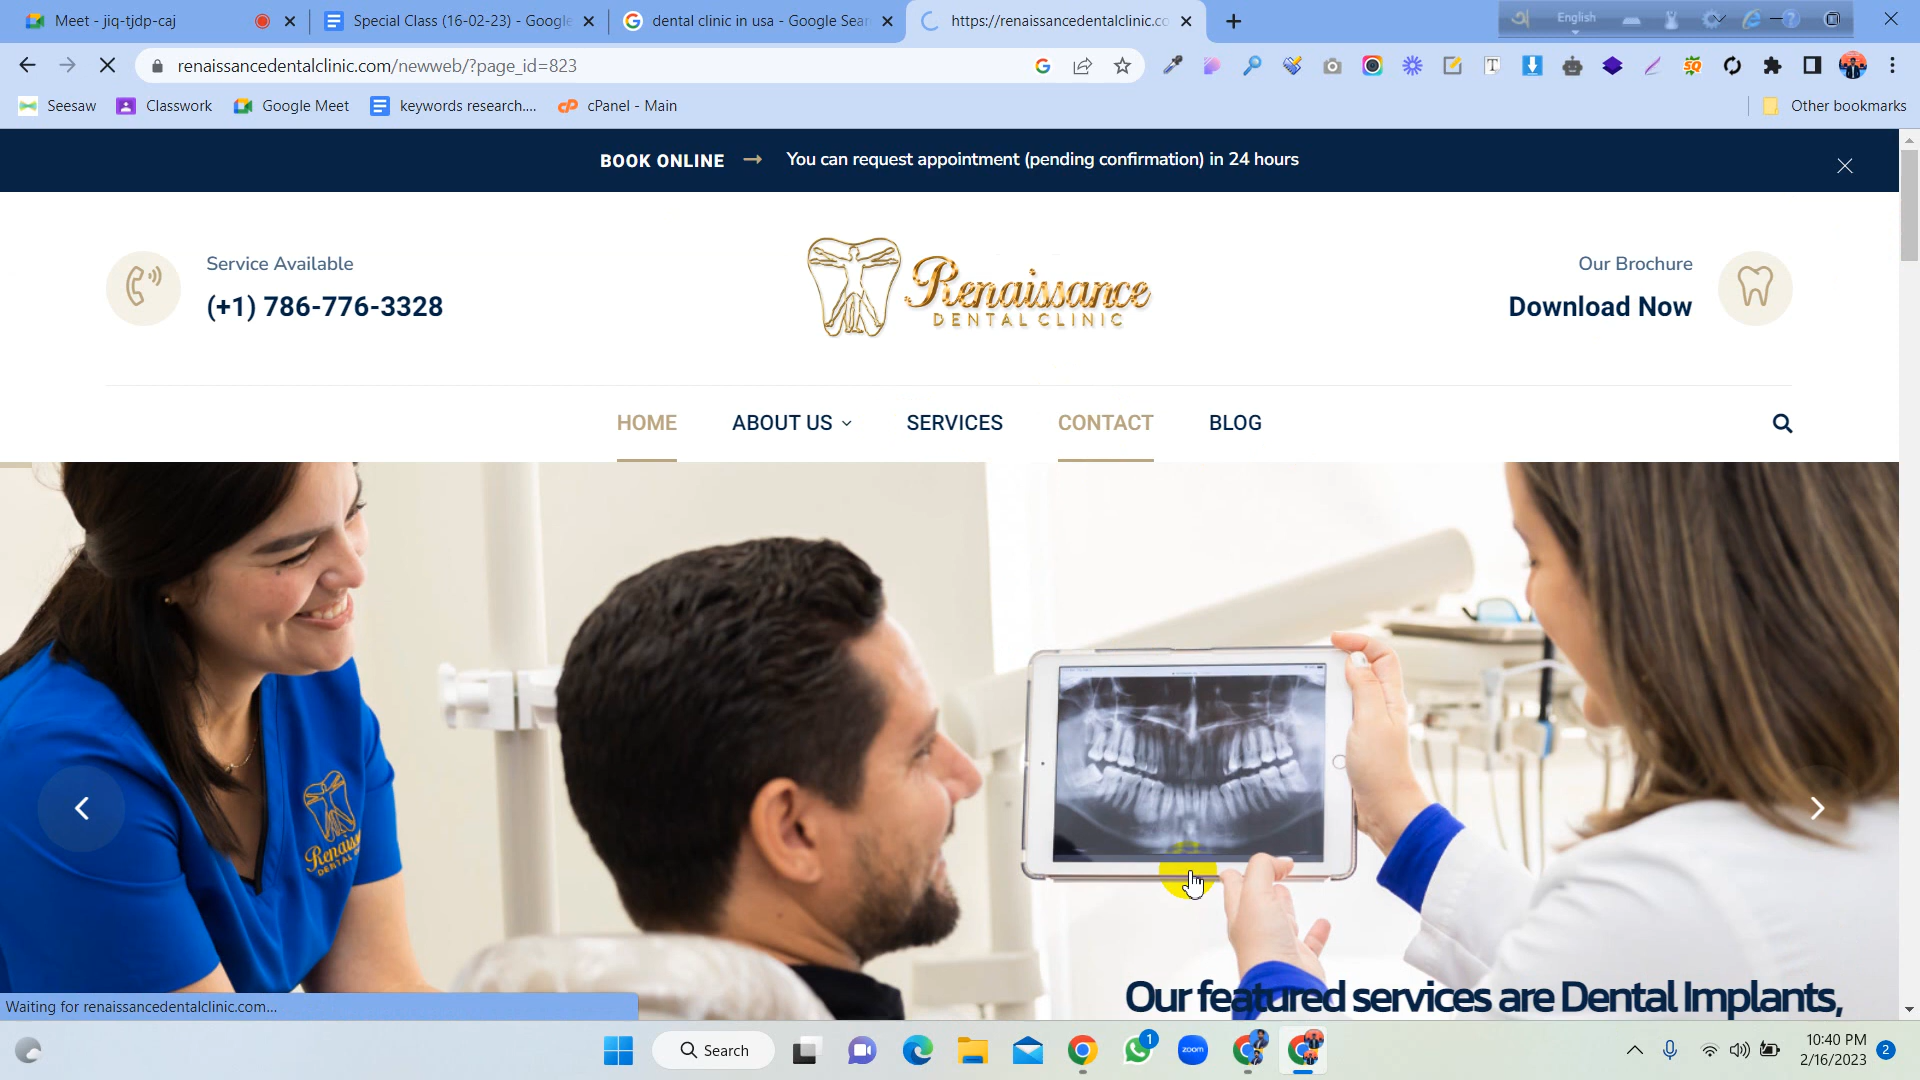 Meet - jiq-tjdp-caj
Special Class (16-02-23) - Google
dental clinic in usa - Google Sear
https://renaissancedentalclinic.co
English
renaissancedentalclinic.com/newweb/?page_id=823
Seesaw
Classwork
Google Meet
keywords research....
cPanel - Main
Other bookmarks
BOOK ONLINE → You can request appointment (pending confirmation) in 24 hours
Service Available
(+1) 786-776-3328
Renaissance
DENTAL CLINIC
Our Brochure
Download Now
HOME
ABOUT US
SERVICES
CONTACT
BLOG
Our featured services are Dental Implants,
Waiting for renaissancedentalclinic.com...
Search
1
zoom
10:40 PM
2/16/2023
2